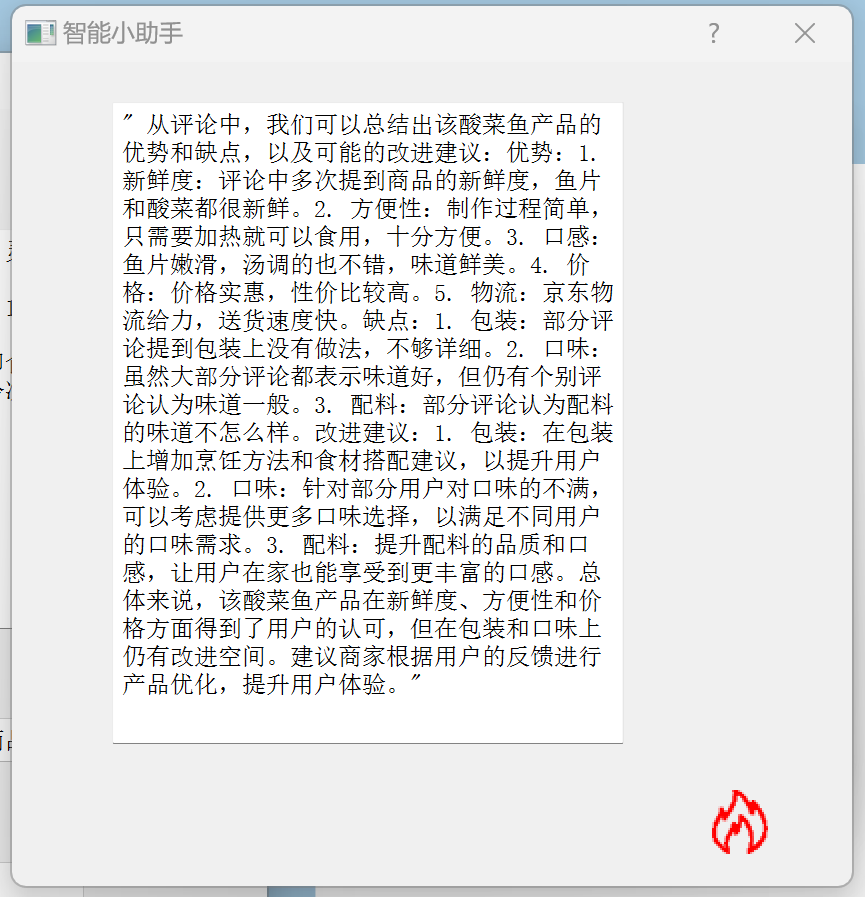 智能小助手
?
" 从评论中，我们可以总结出该酸菜鱼产品的
优势和缺点，以及可能的改进建议：优势：1.
新鲜度：评论中多次提到商品的新鲜度，鱼片
和酸菜都很新鲜。2. 方便性：制作过程简单，
只需要加热就可以食用，十分方便。3. 口感：
鱼片嫩滑，汤调的也不错，味道鲜美。4. 价
格：价格实惠，性价比较高。5. 物流：京东物
流给力，送货速度快。缺点：1. 包装：部分评
论提到包装上没有做法，不够详细。2. 口味：
虽然大部分评论都表示味道好，但仍有个别评
论认为味道一般。3. 配料：部分评论认为配料
的味道不怎么样。改进建议：1. 包装：在包装
上增加烹饪方法和食材搭配建议，以提升用户
体验。2. 口味：针对部分用户对口味的不满，
可以考虑提供更多口味选择，以满足不同用户
的口味需求。3. 配料：提升配料的品质和口
感，让用户在家也能享受到更丰富的口感。总
体来说，该酸菜鱼产品在新鲜度、方便性和价
格方面得到了用户的认可，但在包装和口味上
仍有改进空间。建议商家根据用户的反馈进行
产品优化，提升用户体验。"